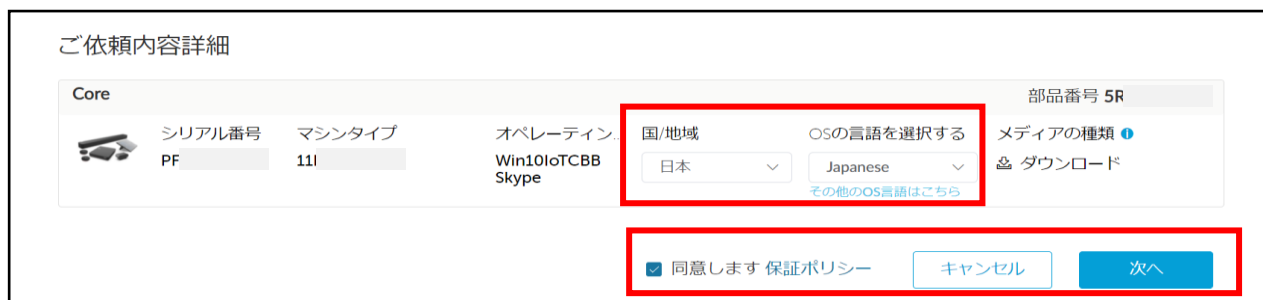 ご依頼内容詳細
Core
部品番号 5R
シリアル番号 マシンタイプ オペレーティン... 国/地域 OSの言語を選択する メディアの種類
PF 11 Win10IoTCBB 日本 Japanese ダウンロード
Skype
その他のOS言語はこちら
同意します 保証ポリシー キャンセル 次へ